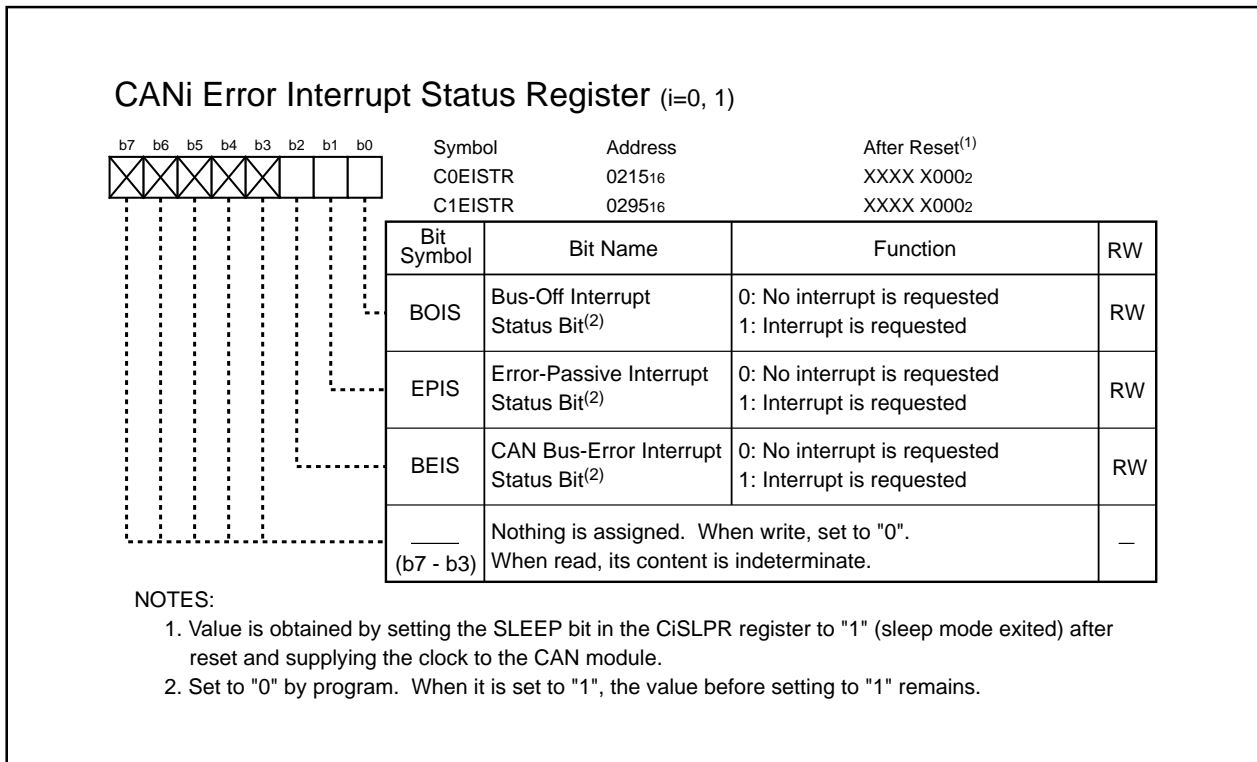 CANi Error Interrupt Status Register (i=0, 1)
b7 b6 b5 b4 b3 b2 b1 b0
Symbol Address After Reset(1)
C0EISTR 021516 XXXX X0002
C1EISTR 029516 XXXX X0002
Bit Symbol Bit Name Function RW
BOIS Bus-Off Interrupt Status Bit(2) 0: No interrupt is requested RW
1: Interrupt is requested
EPIS Error-Passive Interrupt Status Bit(2) 0: No interrupt is requested RW
1: Interrupt is requested
BEIS CAN Bus-Error Interrupt Status Bit(2) 0: No interrupt is requested RW
1: Interrupt is requested
(b7 - b3) Nothing is assigned. When write, set to "0". —
When read, its content is indeterminate.
NOTES:
1. Value is obtained by setting the SLEEP bit in the CiSLPR register to "1" (sleep mode exited) after
reset and supplying the clock to the CAN module.
2. Set to "0" by program. When it is set to "1", the value before setting to "1" remains.